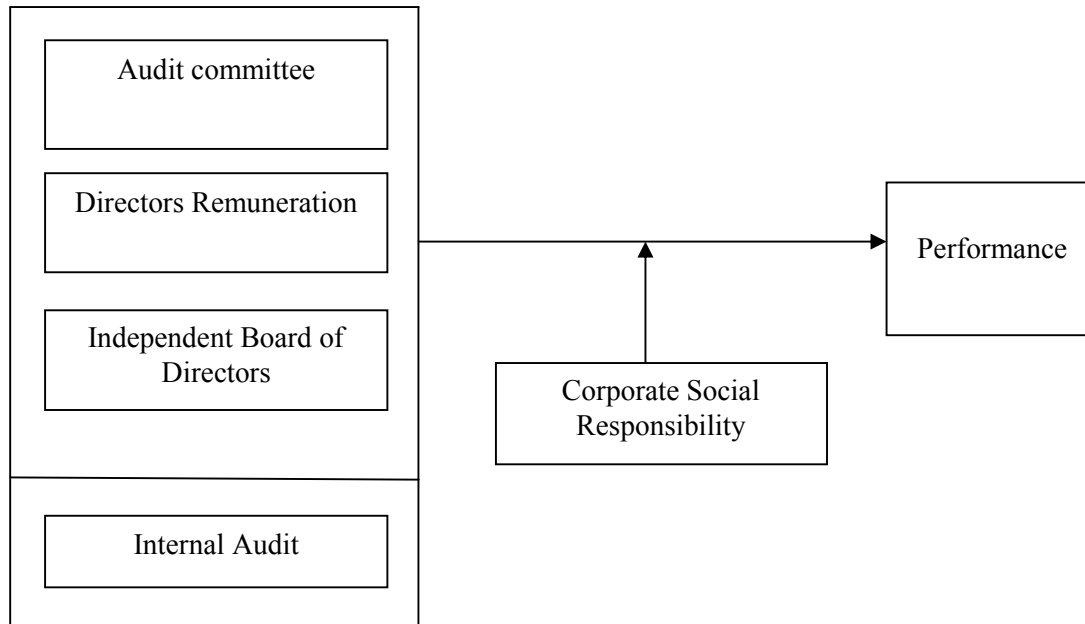 Audit committee
Directors Remuneration
Independent Board of
Directors
Internal Audit
Corporate Social
Responsibility
Performance